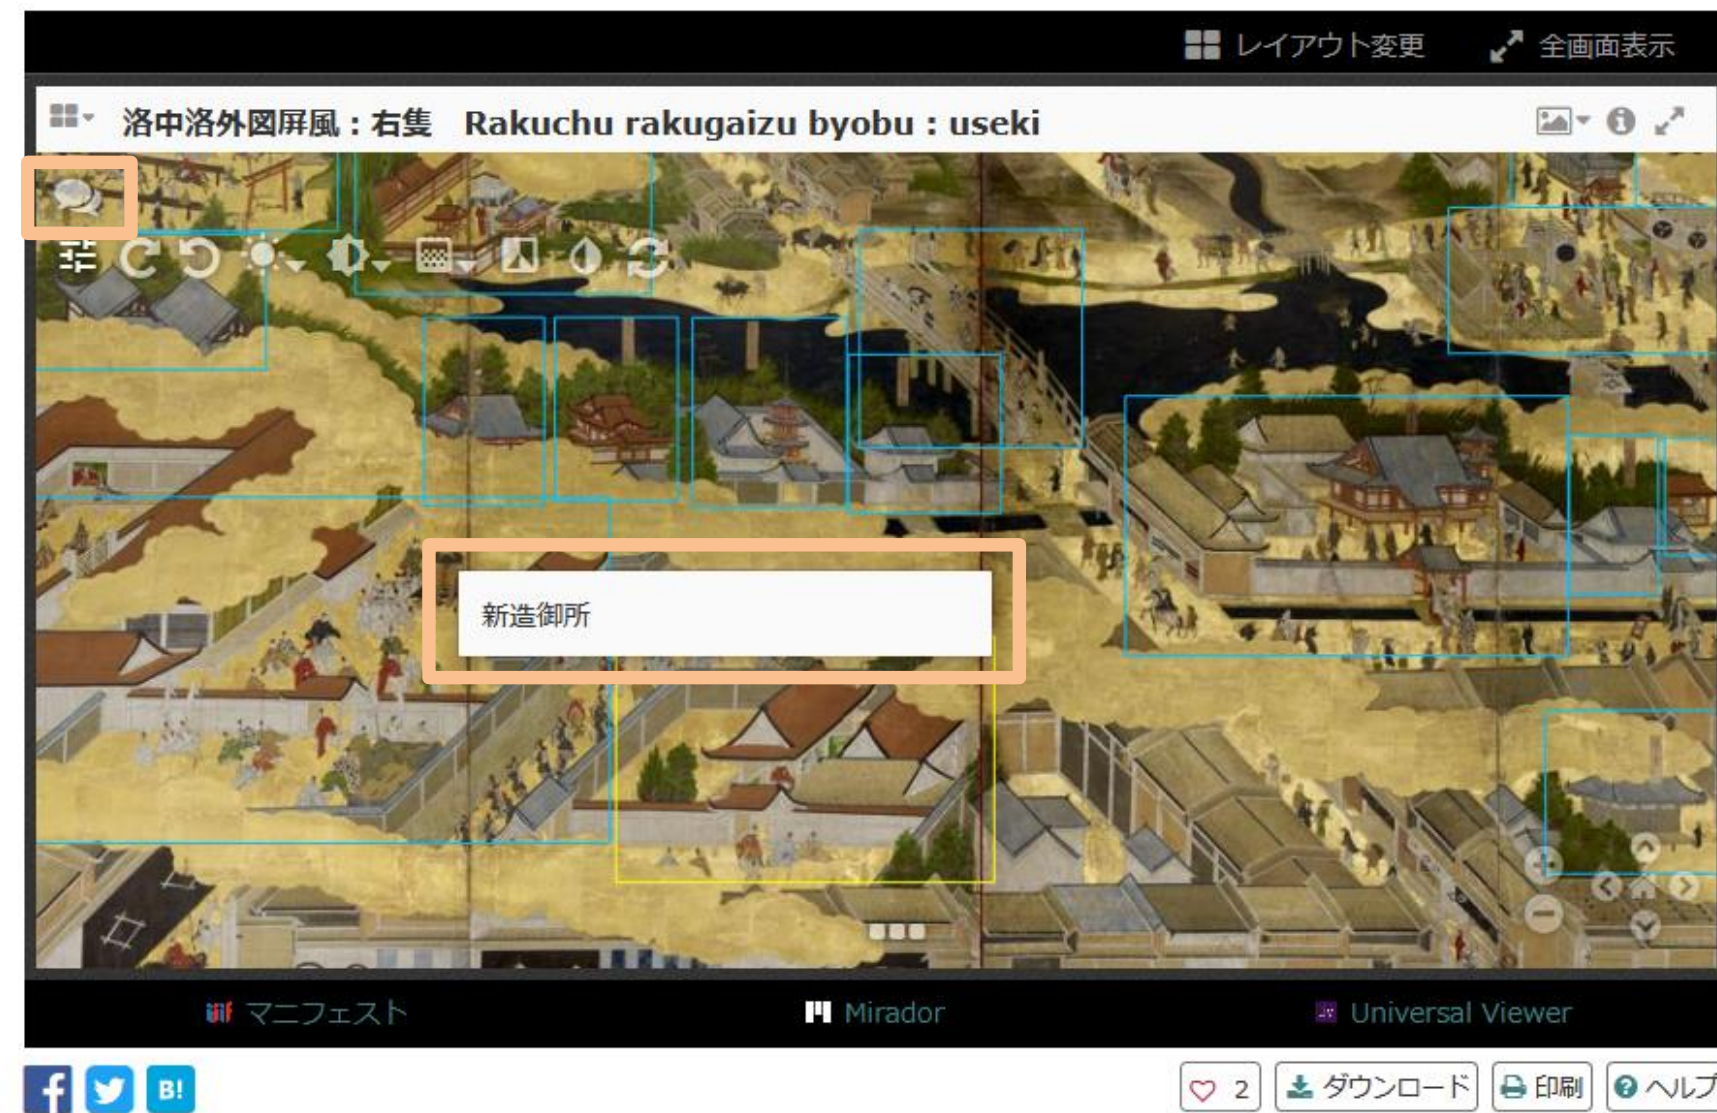 レイアウト変更
全画面表示
洛中洛外図屏風：右隻　Rakuchu rakugaizu byobu : useki
新造御所
iiif マニフェスト
Mirador
Universal Viewer
f
B!
2
ダウンロード
印刷
ヘルプ